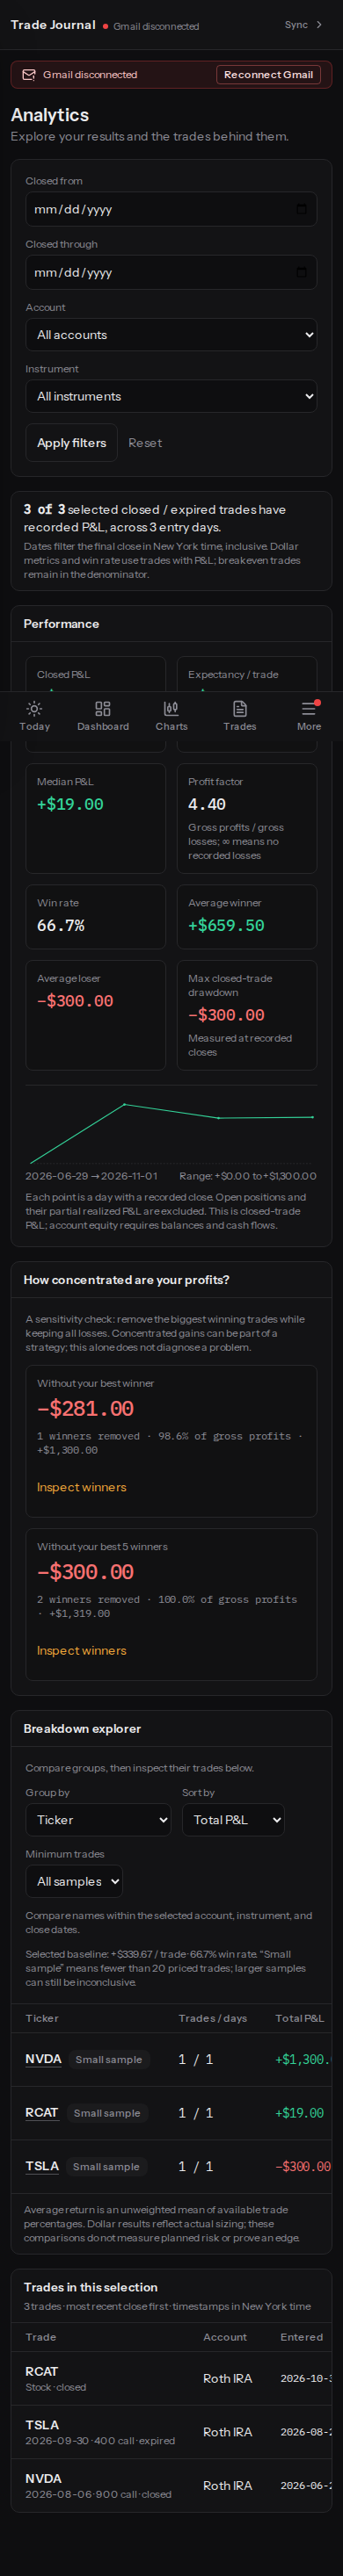 Trade Journal Gmail disconnected Sync
Gmail disconnected Reconnect Gmail
Analytics
Explore your results and the trades behind them.
Closed from
mm/dd/yyyy
Closed through
mm/dd/yyyy
Account
All accounts
Instrument
All instruments
Apply filters Reset
3 of 3 selected closed / expired trades have
recorded P&L, across 3 entry days.
Dates filter the final close in New York time, inclusive. Dollar
metrics and win rate use trades with P&L; breakeven trades
remain in the denominator.
Performance
Closed P&L Expectancy / trade
Today Dashboard Charts Trades More
Median P&L
+$19.00
Profit factor
4.40
Gross profits / gross
losses; ∞ means no
recorded losses
Win rate
66.7%
Average winner
+$659.50
Average loser
−$300.00
Max closed-trade
drawdown
−$300.00
Measured at recorded
closes
2026-06-29 → 2026-11-01 Range: +$0.00 to +$1,300.00
Each point is a day with a recorded close. Open positions and
their partial realized P&L are excluded. This is closed-trade
P&L; account equity requires balances and cash flows.
How concentrated are your profits?
A sensitivity check: remove the biggest winning trades while
keeping all losses. Concentrated gains can be part of a
strategy; this alone does not diagnose a problem.
Without your best winner
−$281.00
1 winners removed · 98.6% of gross profits ·
+$1,300.00
Inspect winners
Without your best 5 winners
−$300.00
2 winners removed · 100.0% of gross profits
· +$1,319.00
Inspect winners
Breakdown explorer
Compare groups, then inspect their trades below.
Group by Sort by
Ticker Total P&L
Minimum trades
All samples
Compare names within the selected account, instrument, and
close dates.
Selected baseline: +$339.67 / trade · 66.7% win rate. “Small
sample” means fewer than 20 priced trades; larger samples
can still be inconclusive.
Ticker Trades / days Total P&L
NVDA Small sample 1 / 1 +$1,300.
RCAT Small sample 1 / 1 +$19.00
TSLA Small sample 1 / 1 −$300.00
Average return is an unweighted mean of available trade
percentages. Dollar results reflect actual sizing; these
comparisons do not measure planned risk or prove an edge.
Trades in this selection
3 trades · most recent close first · timestamps in New York time
Trade Account Entered
RCAT
Stock · closed
Roth IRA 2026-10-3
TSLA
2026-09-30 · 400 call · expired
Roth IRA 2026-08-2
NVDA
2026-08-06 · 900 call · closed
Roth IRA 2026-06-2